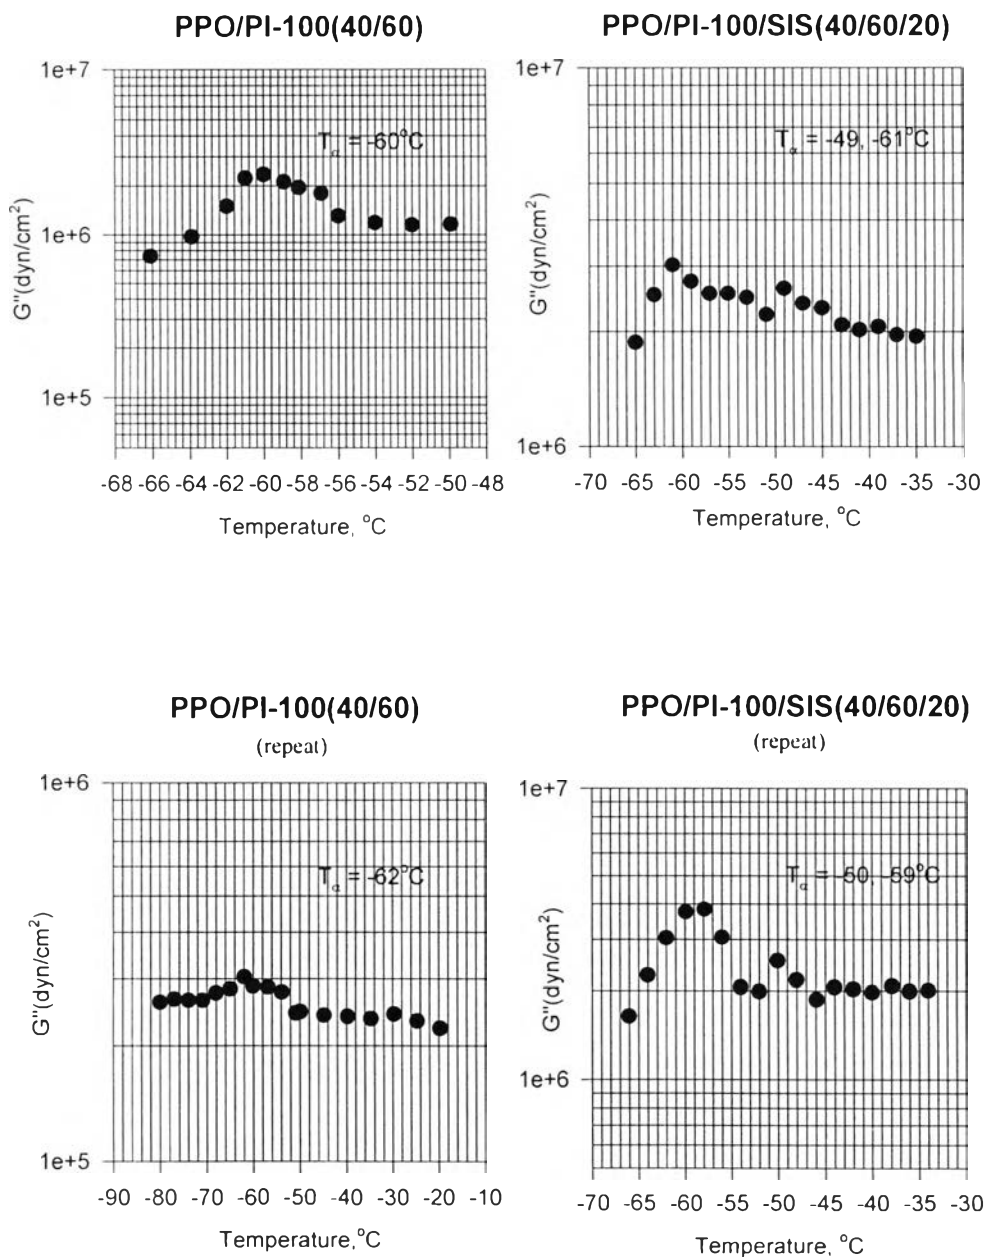 PPO/PI-100(40/60)
1e+7
1e+6
1e+5
G"(dyn/cm²)
Tα = -60°C
-68 -66 -64 -62 -60 -58 -56 -54 -52 -50 -48
Temperature, °C
PPO/PI-100/SIS(40/60/20)
1e+7
1e+6
G"(dyn/cm²)
Tα = -49, -61°C
-70 -65 -60 -55 -50 -45 -40 -35 -30
Temperature, °C
PPO/PI-100(40/60)
(repeat)
1e+6
1e+5
G"(dyn/cm²)
Tα = -62°C
-90 -80 -70 -60 -50 -40 -30 -20 -10
Temperature,°C
PPO/PI-100/SIS(40/60/20)
(repeat)
1e+7
1e+6
G"(dyn/cm²)
Tα = -50, -59°C
-70 -65 -60 -55 -50 -45 -40 -35 -30
Temperature, °C